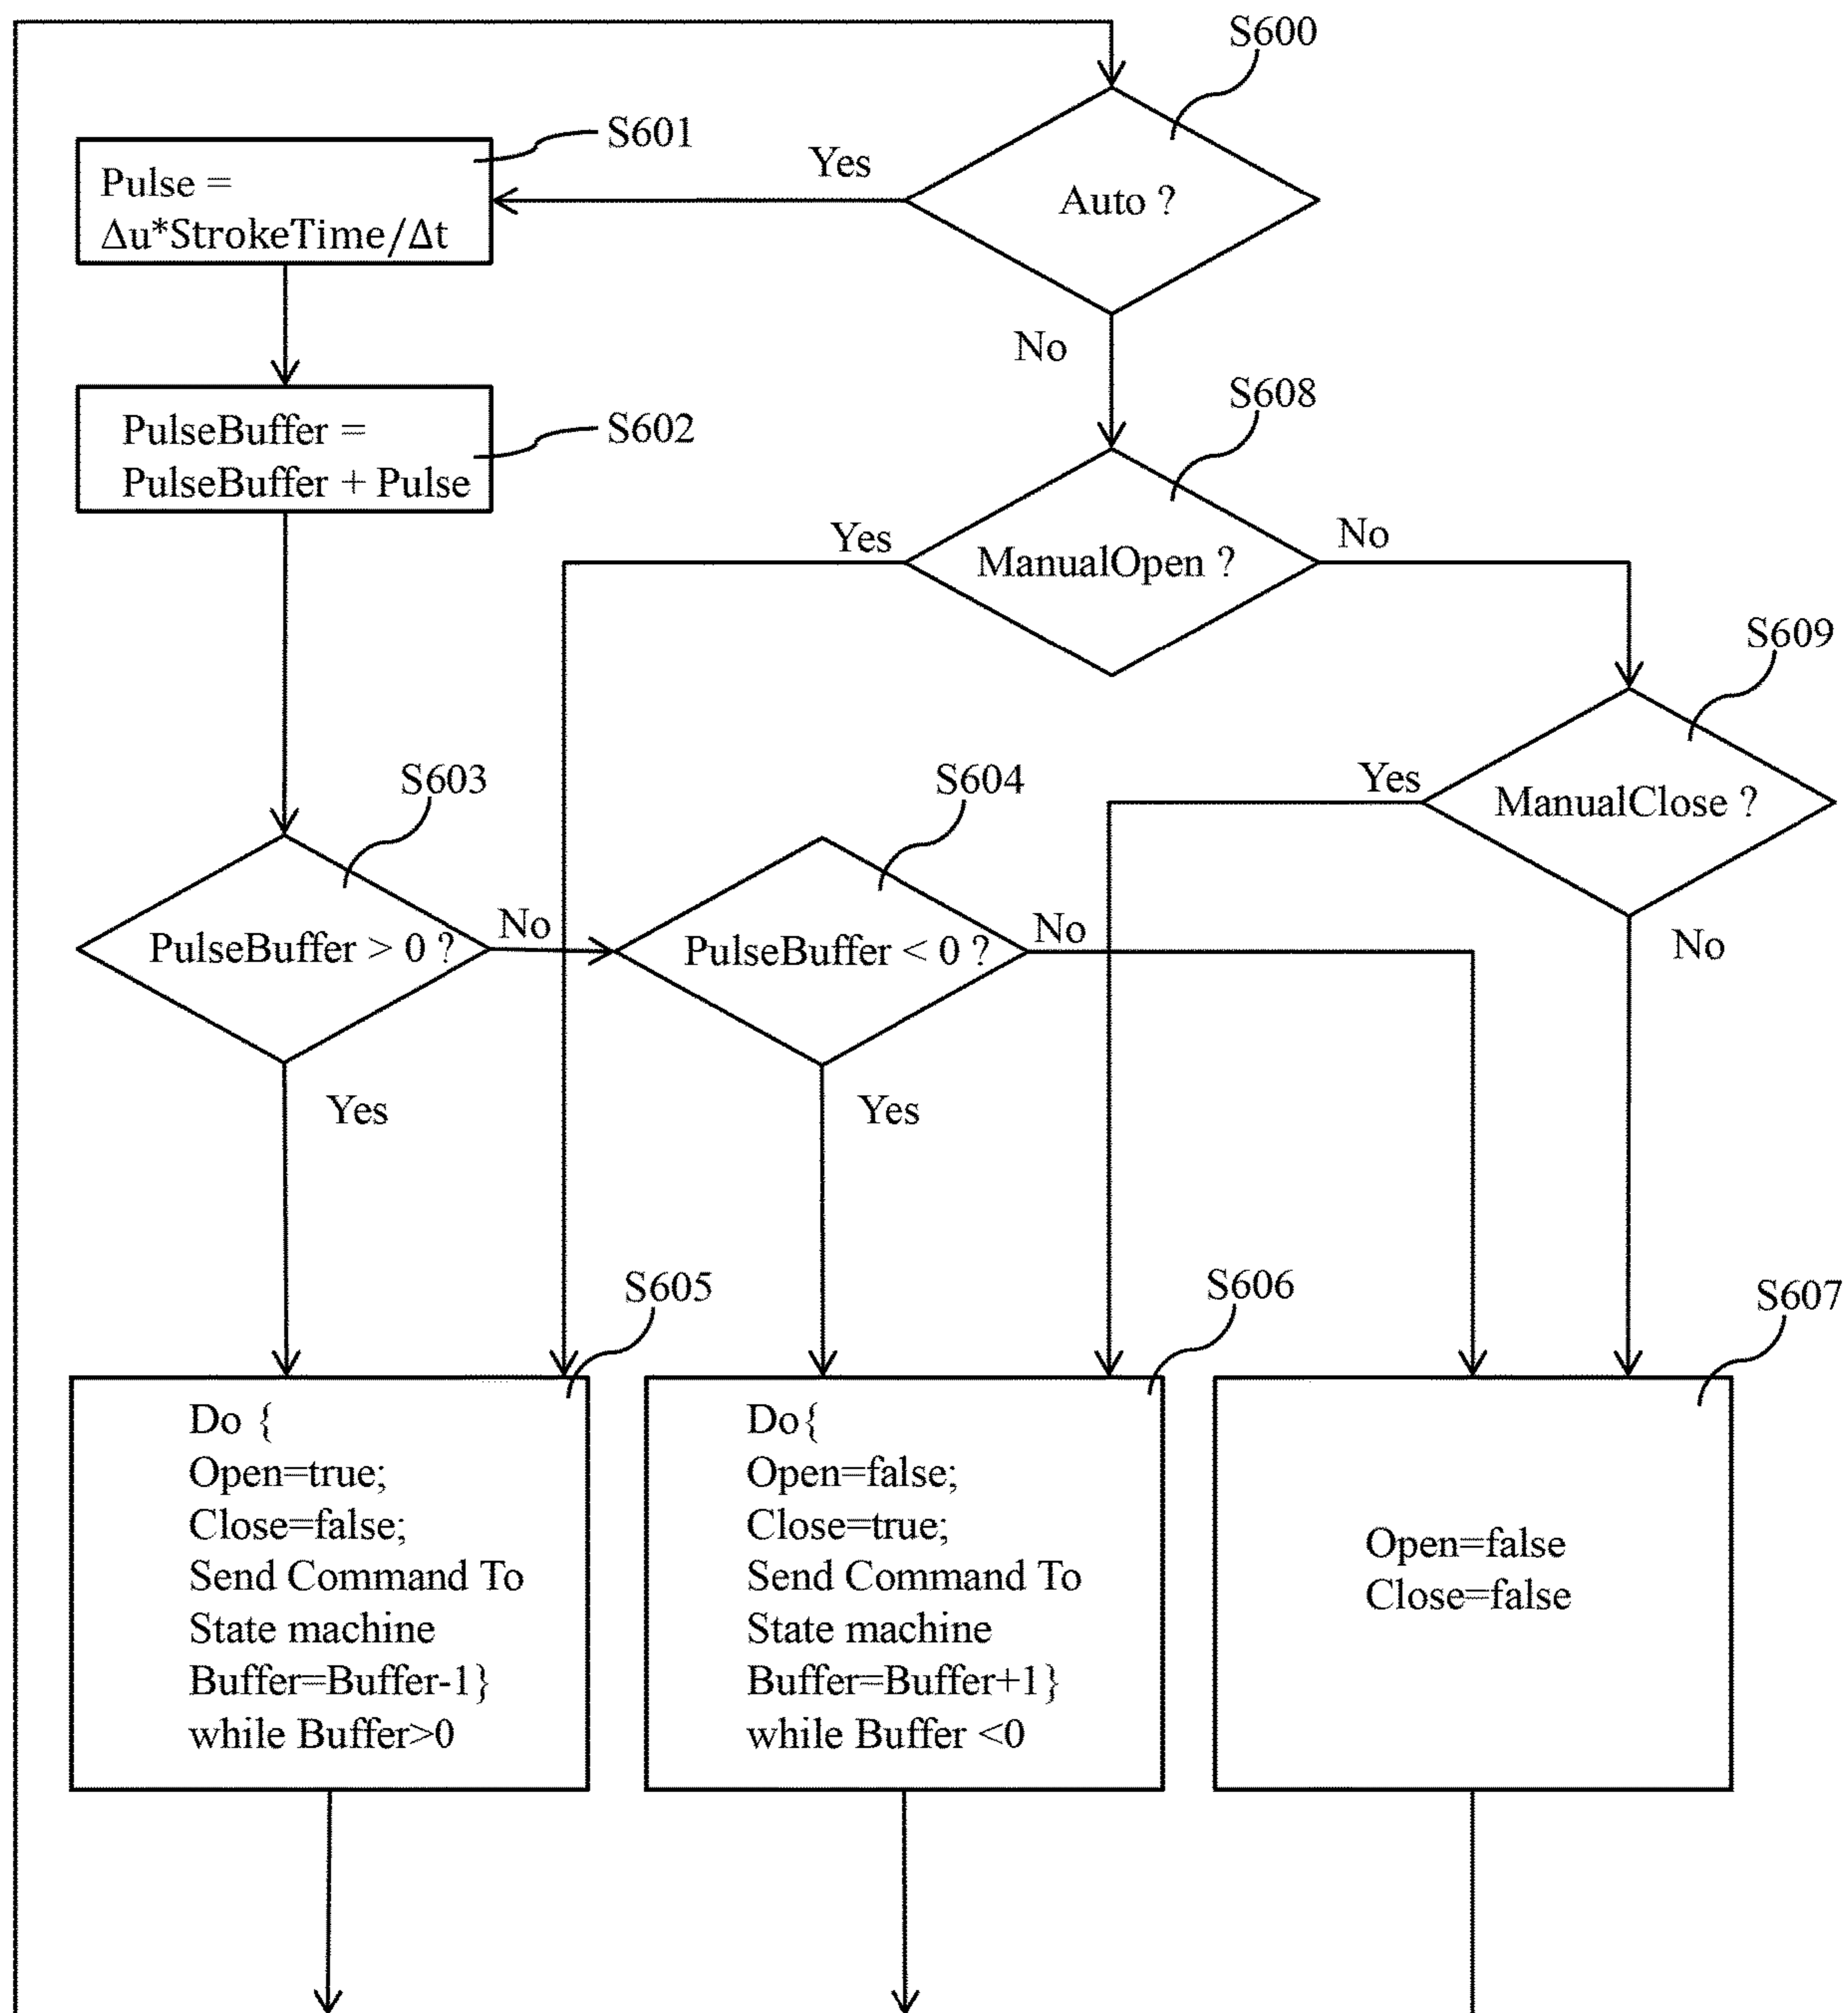 S600
S601
Pulse =
Δu*StrokeTime/Δt
Yes
Auto ?
No
S602
PulseBuffer =
PulseBuffer + Pulse
S608
Yes
ManualOpen ?
No
S609
Yes
ManualClose ?
No
S603
PulseBuffer > 0 ?
No
Yes
S604
PulseBuffer < 0 ?
No
Yes
S605
Do {
Open=true;
Close=false;
Send Command To
State machine
Buffer=Buffer-1}
while Buffer>0
S606
Do{
Open=false;
Close=true;
Send Command To
State machine
Buffer=Buffer+1}
while Buffer <0
S607
Open=false
Close=false